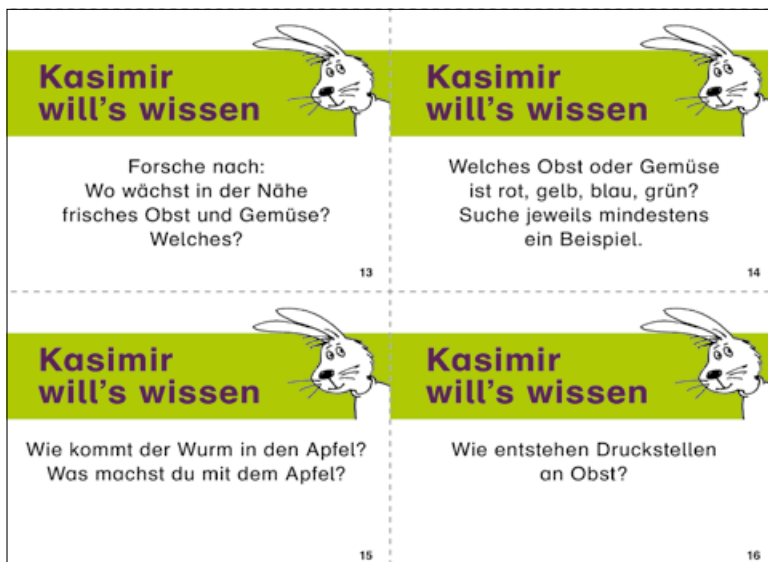 Kasimir
will's wissen
Forsche nach:
Wo wächst in der Nähe
frisches Obst und Gemüse?
Welches?
13
Kasimir
will's wissen
Welches Obst oder Gemüse
ist rot, gelb, blau, grün?
Suche jeweils mindestens
ein Beispiel.
14
Kasimir
will's wissen
Wie kommt der Wurm in den Apfel?
Was machst du mit dem Apfel?
15
Kasimir
will's wissen
Wie entstehen Druckstellen
an Obst?
16